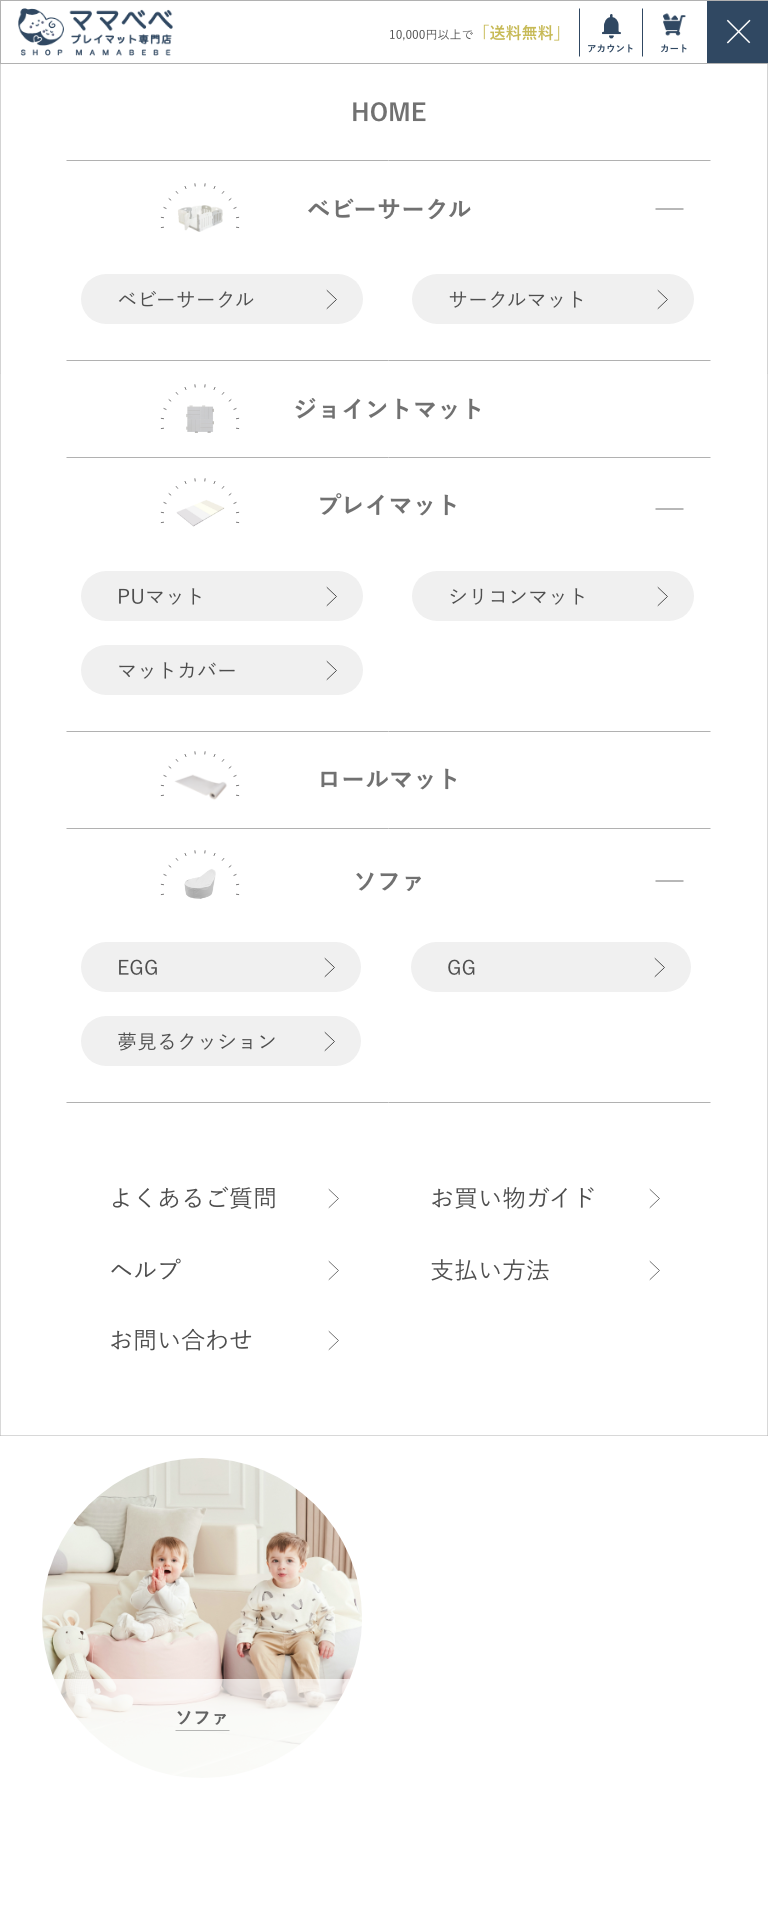 ママベベ
プレイマット専門店
SHOP MAMABEBE
10,000円以上で「送料無料」
アカウント
カート
HOME
ベビーサークル
ベビーサークル
サークルマット
ジョイントマット
プレイマット
PUマット
シリコンマット
マットカバー
ロールマット
ソファ
EGG
GG
夢見るクッション
よくあるご質問
お買い物ガイド
ヘルプ
支払い方法
お問い合わせ
ソファ